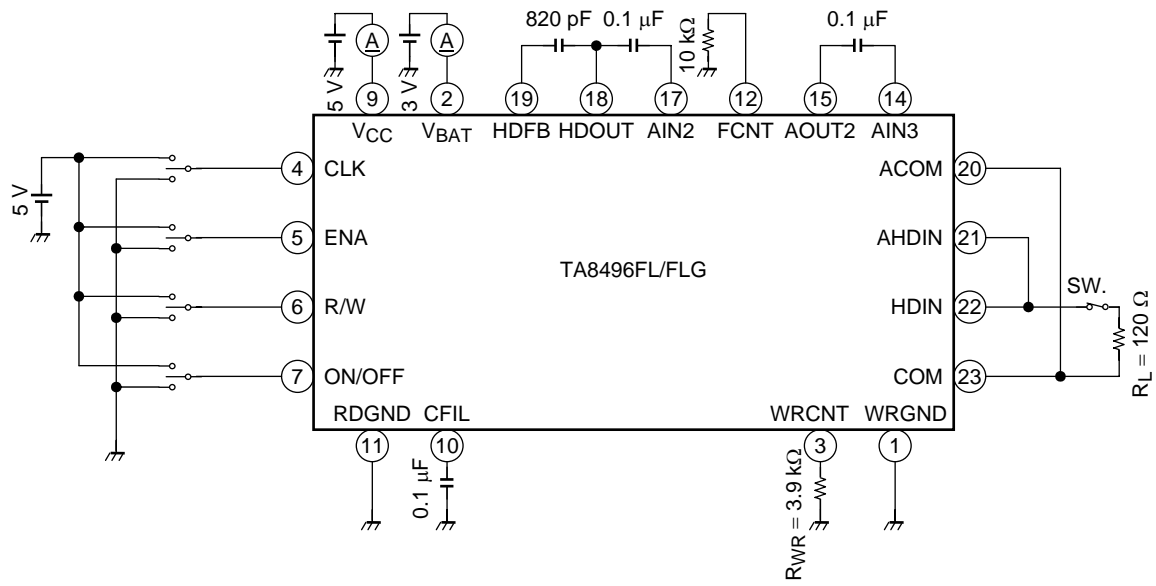 820 pF 0.1 μF 0.1 μF
A A
5 V 3 V 10 kΩ
9 2 19 18 17 12 15 14
VCC VBAT HDFB HDOUT AIN2 FCNT AOUT2 AIN3
4 CLK ACOM 20
5 V
5 ENA AHDIN 21
TA8496FL/FLG
SW.
6 R/W HDIN 22
RL = 120 Ω
7 ON/OFF COM 23
RDGND CFIL WRCNT WRGND
11 10 3 1
0.1 μF RWR = 3.9 kΩ